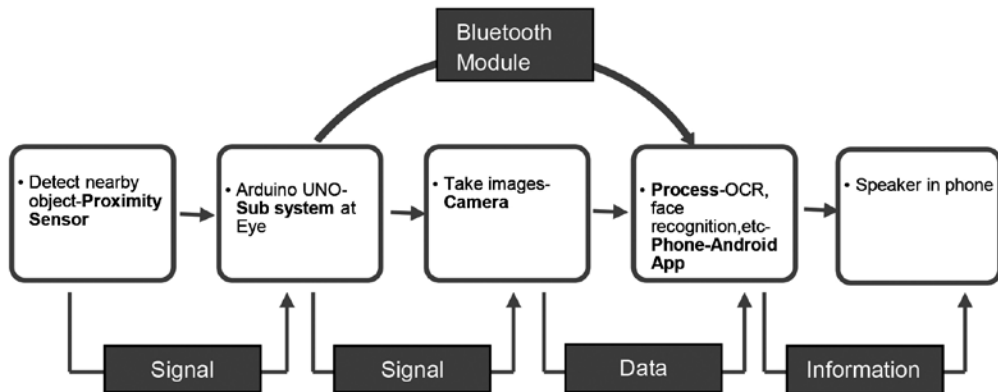 Bluetooth
Module
• Detect nearby
object-Proximity
Sensor
• Arduino UNO-
Sub system at
Eye
• Take images-
Camera
• Process-OCR,
face
recognition,etc-
Phone-Android
App
• Speaker in phone
Signal
Signal
Data
Information